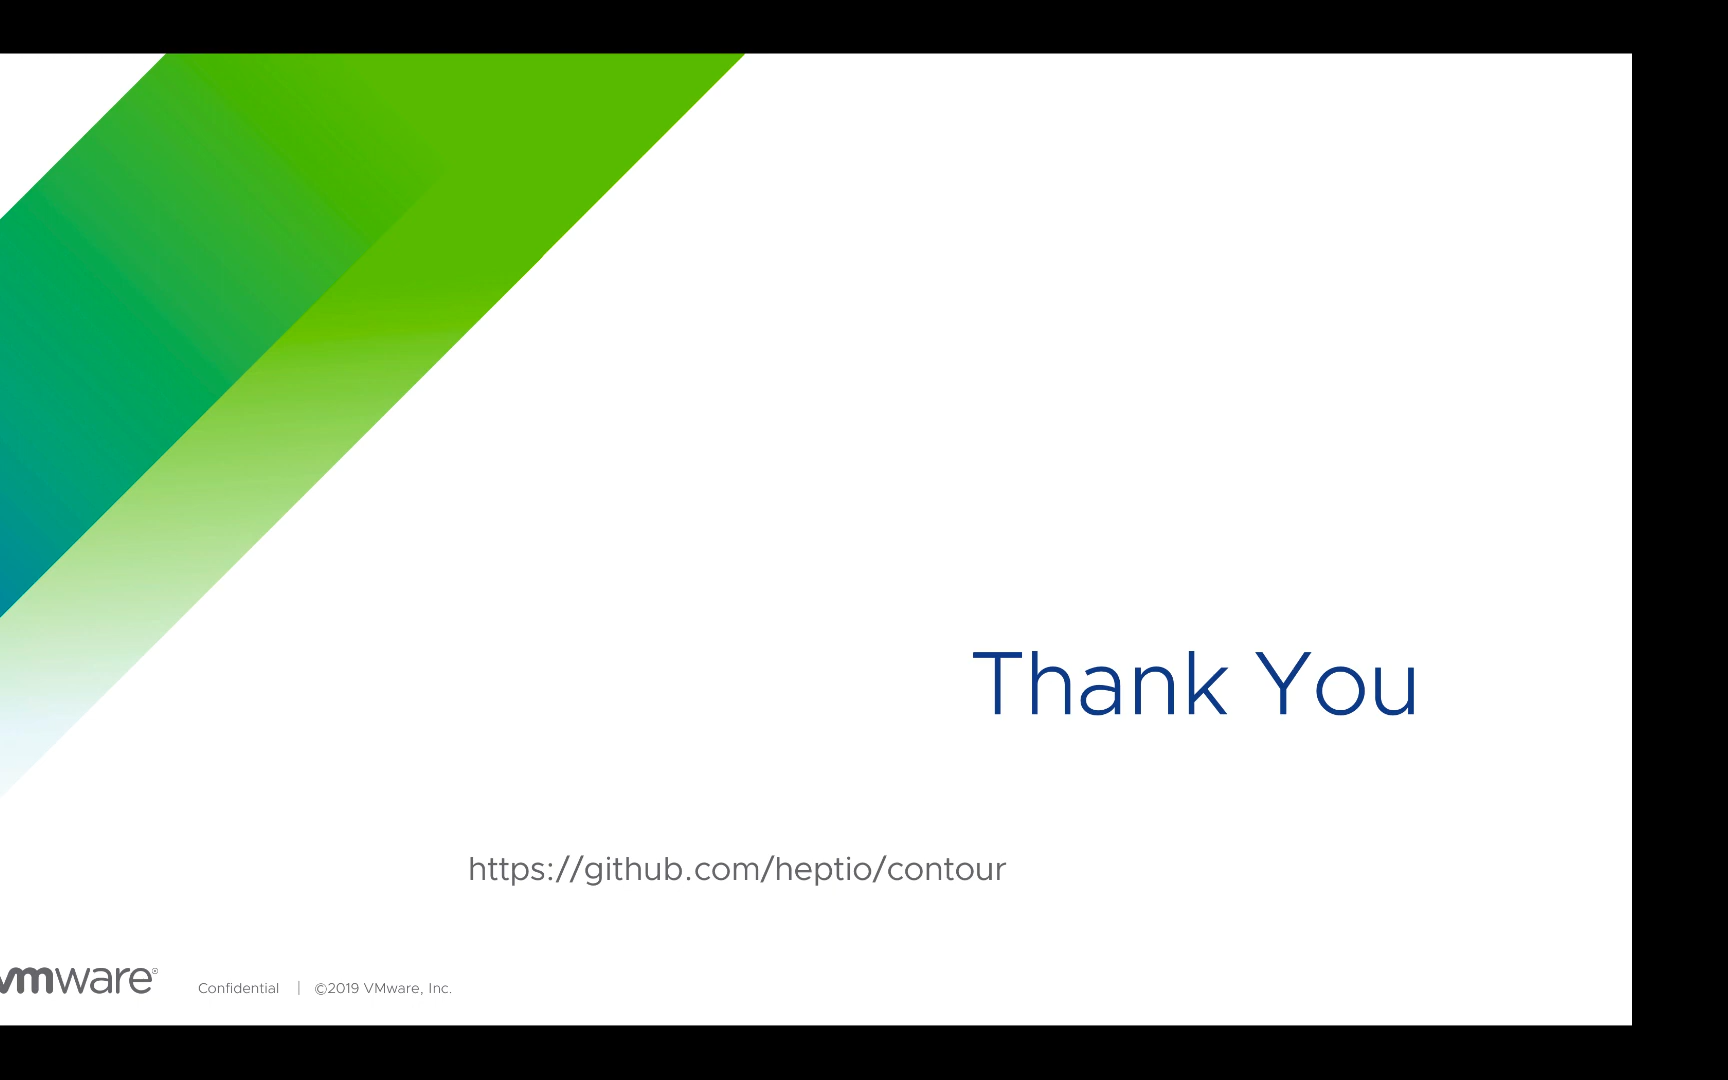 Thank You
https://github.com/heptio/contour
vmware®
Confidential | ©2019 VMware, Inc.